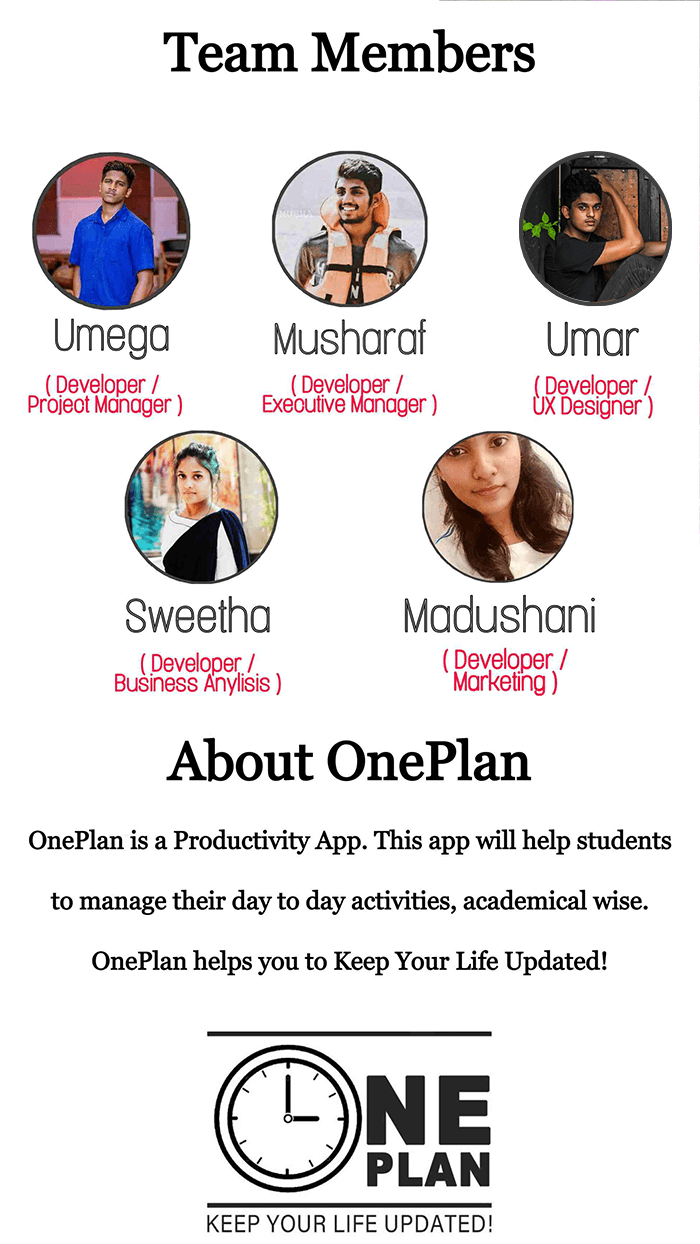 Team Members
Umega
Musharaf
Umar
( Developer /
Project Manager )
( Developer /
Executive Manager )
( Developer /
UX Designer )
Sweetha
Madushani
( Developer /
Business Anylisis )
( Developer /
Marketing )
About OnePlan
OnePlan is a Productivity App. This app will help students
to manage their day to day activities, academical wise.
OnePlan helps you to Keep Your Life Updated!
ONE
PLAN
KEEP YOUR LIFE UPDATED!